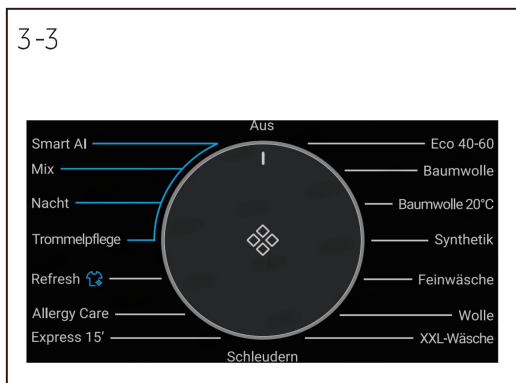 3-3
Aus
Smart AI
Mix
Nacht
Trommelpflege
Refresh
Allergy Care
Express 15'
Eco 40-60
Baumwolle
Baumwolle 20°C
Synthetik
Feinwäsche
Wolle
XXL-Wäsche
Schleudern